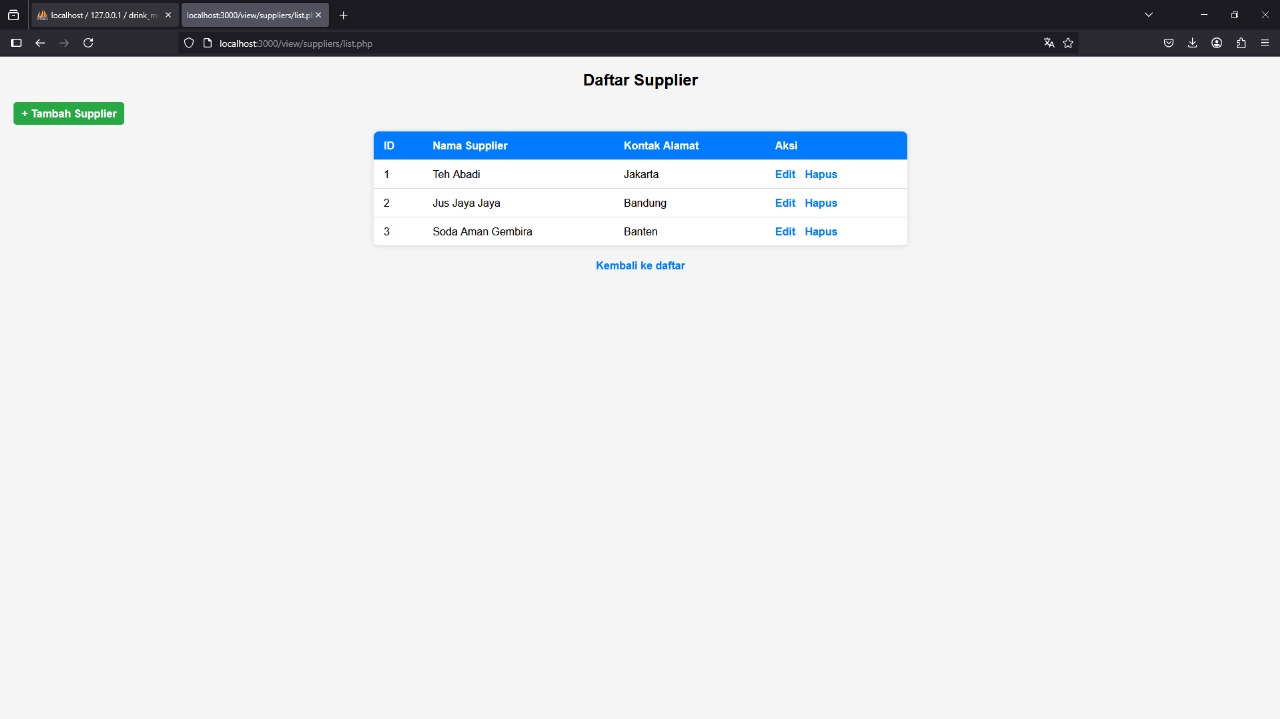 localhost / 127.0.0.1 / drink_m
localhost:3000/view/suppliers/list.p
localhost:3000/view/suppliers/list.php
Daftar Supplier
+ Tambah Supplier
ID Nama Supplier Kontak Alamat Aksi
1 Teh Abadi Jakarta Edit Hapus
2 Jus Jaya Jaya Bandung Edit Hapus
3 Soda Aman Gembira Banten Edit Hapus
Kembali ke daftar